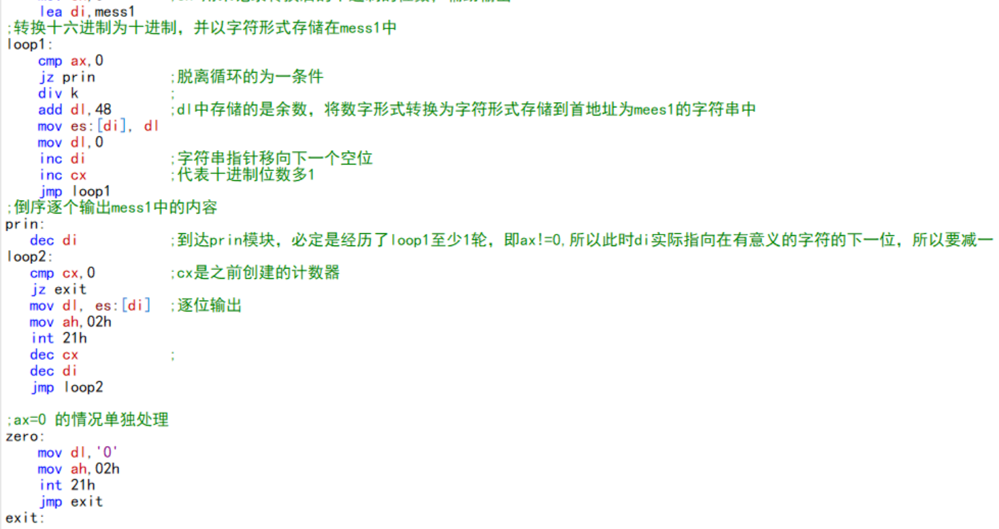 lea di,mess1
;转换十六进制为十进制，并以字符形式存储在mess1中
loop1:
cmp ax,0
jz prin ;脱离循环的为一条件
div k ;
add dl,48 ;dl中存储的是余数，将数字形式转换为字符形式存储到首地址为mees1的字符串中
mov es:[di], dl
mov dl,0
inc di ;字符串指针移向下一个空位
inc cx ;代表十进制位数多1
jmp loop1
;倒序逐个输出mess1中的内容
prin:
dec di ;到达prin模块，必定是经历了loop1至少1轮，即ax!=0,所以此时di实际指向在有意义的字符的下一位，所以要减一
loop2:
cmp cx,0 ;cx是之前创建的计数器
jz exit
mov dl, es:[di] ;逐位输出
mov ah,02h
int 21h
dec cx ;
dec di
jmp loop2
;ax=0 的情况单独处理
zero:
mov dl,'0'
mov ah,02h
int 21h
jmp exit
exit: